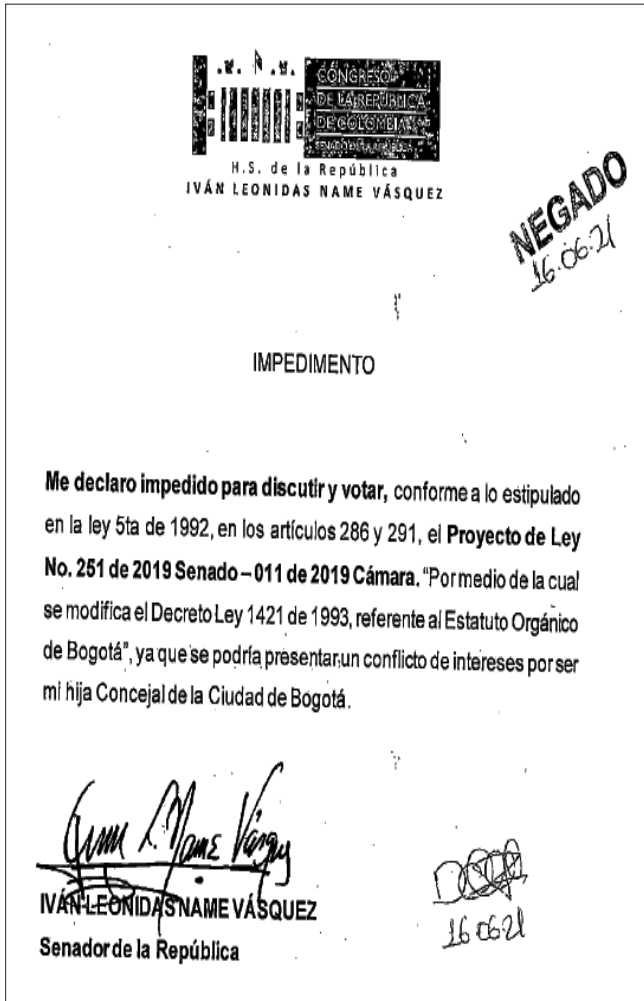 CONGRESO
DE LA REPÚBLICA
DE COLOMBIA
H.S. de la República
IVÁN LEONIDAS NAME VÁSQUEZ
NEGADO
16.06.21
IMPEDIMENTO
Me declaro impedido para discutir y votar, conforme a lo estipulado
en la ley 5ta de 1992, en los artículos 286 y 291, el Proyecto de Ley
No. 251 de 2019 Senado – 011 de 2019 Cámara. “Por medio de la cual
se modifica el Decreto Ley 1421 de 1993, referente al Estatuto Orgánico
de Bogotá”, ya que se podría presentar un conflicto de intereses por ser
mi hija Concejal de la Ciudad de Bogotá.
Name Vásquez
IVÁN LEONIDAS NAME VÁSQUEZ
Senador de la República
16 06 21